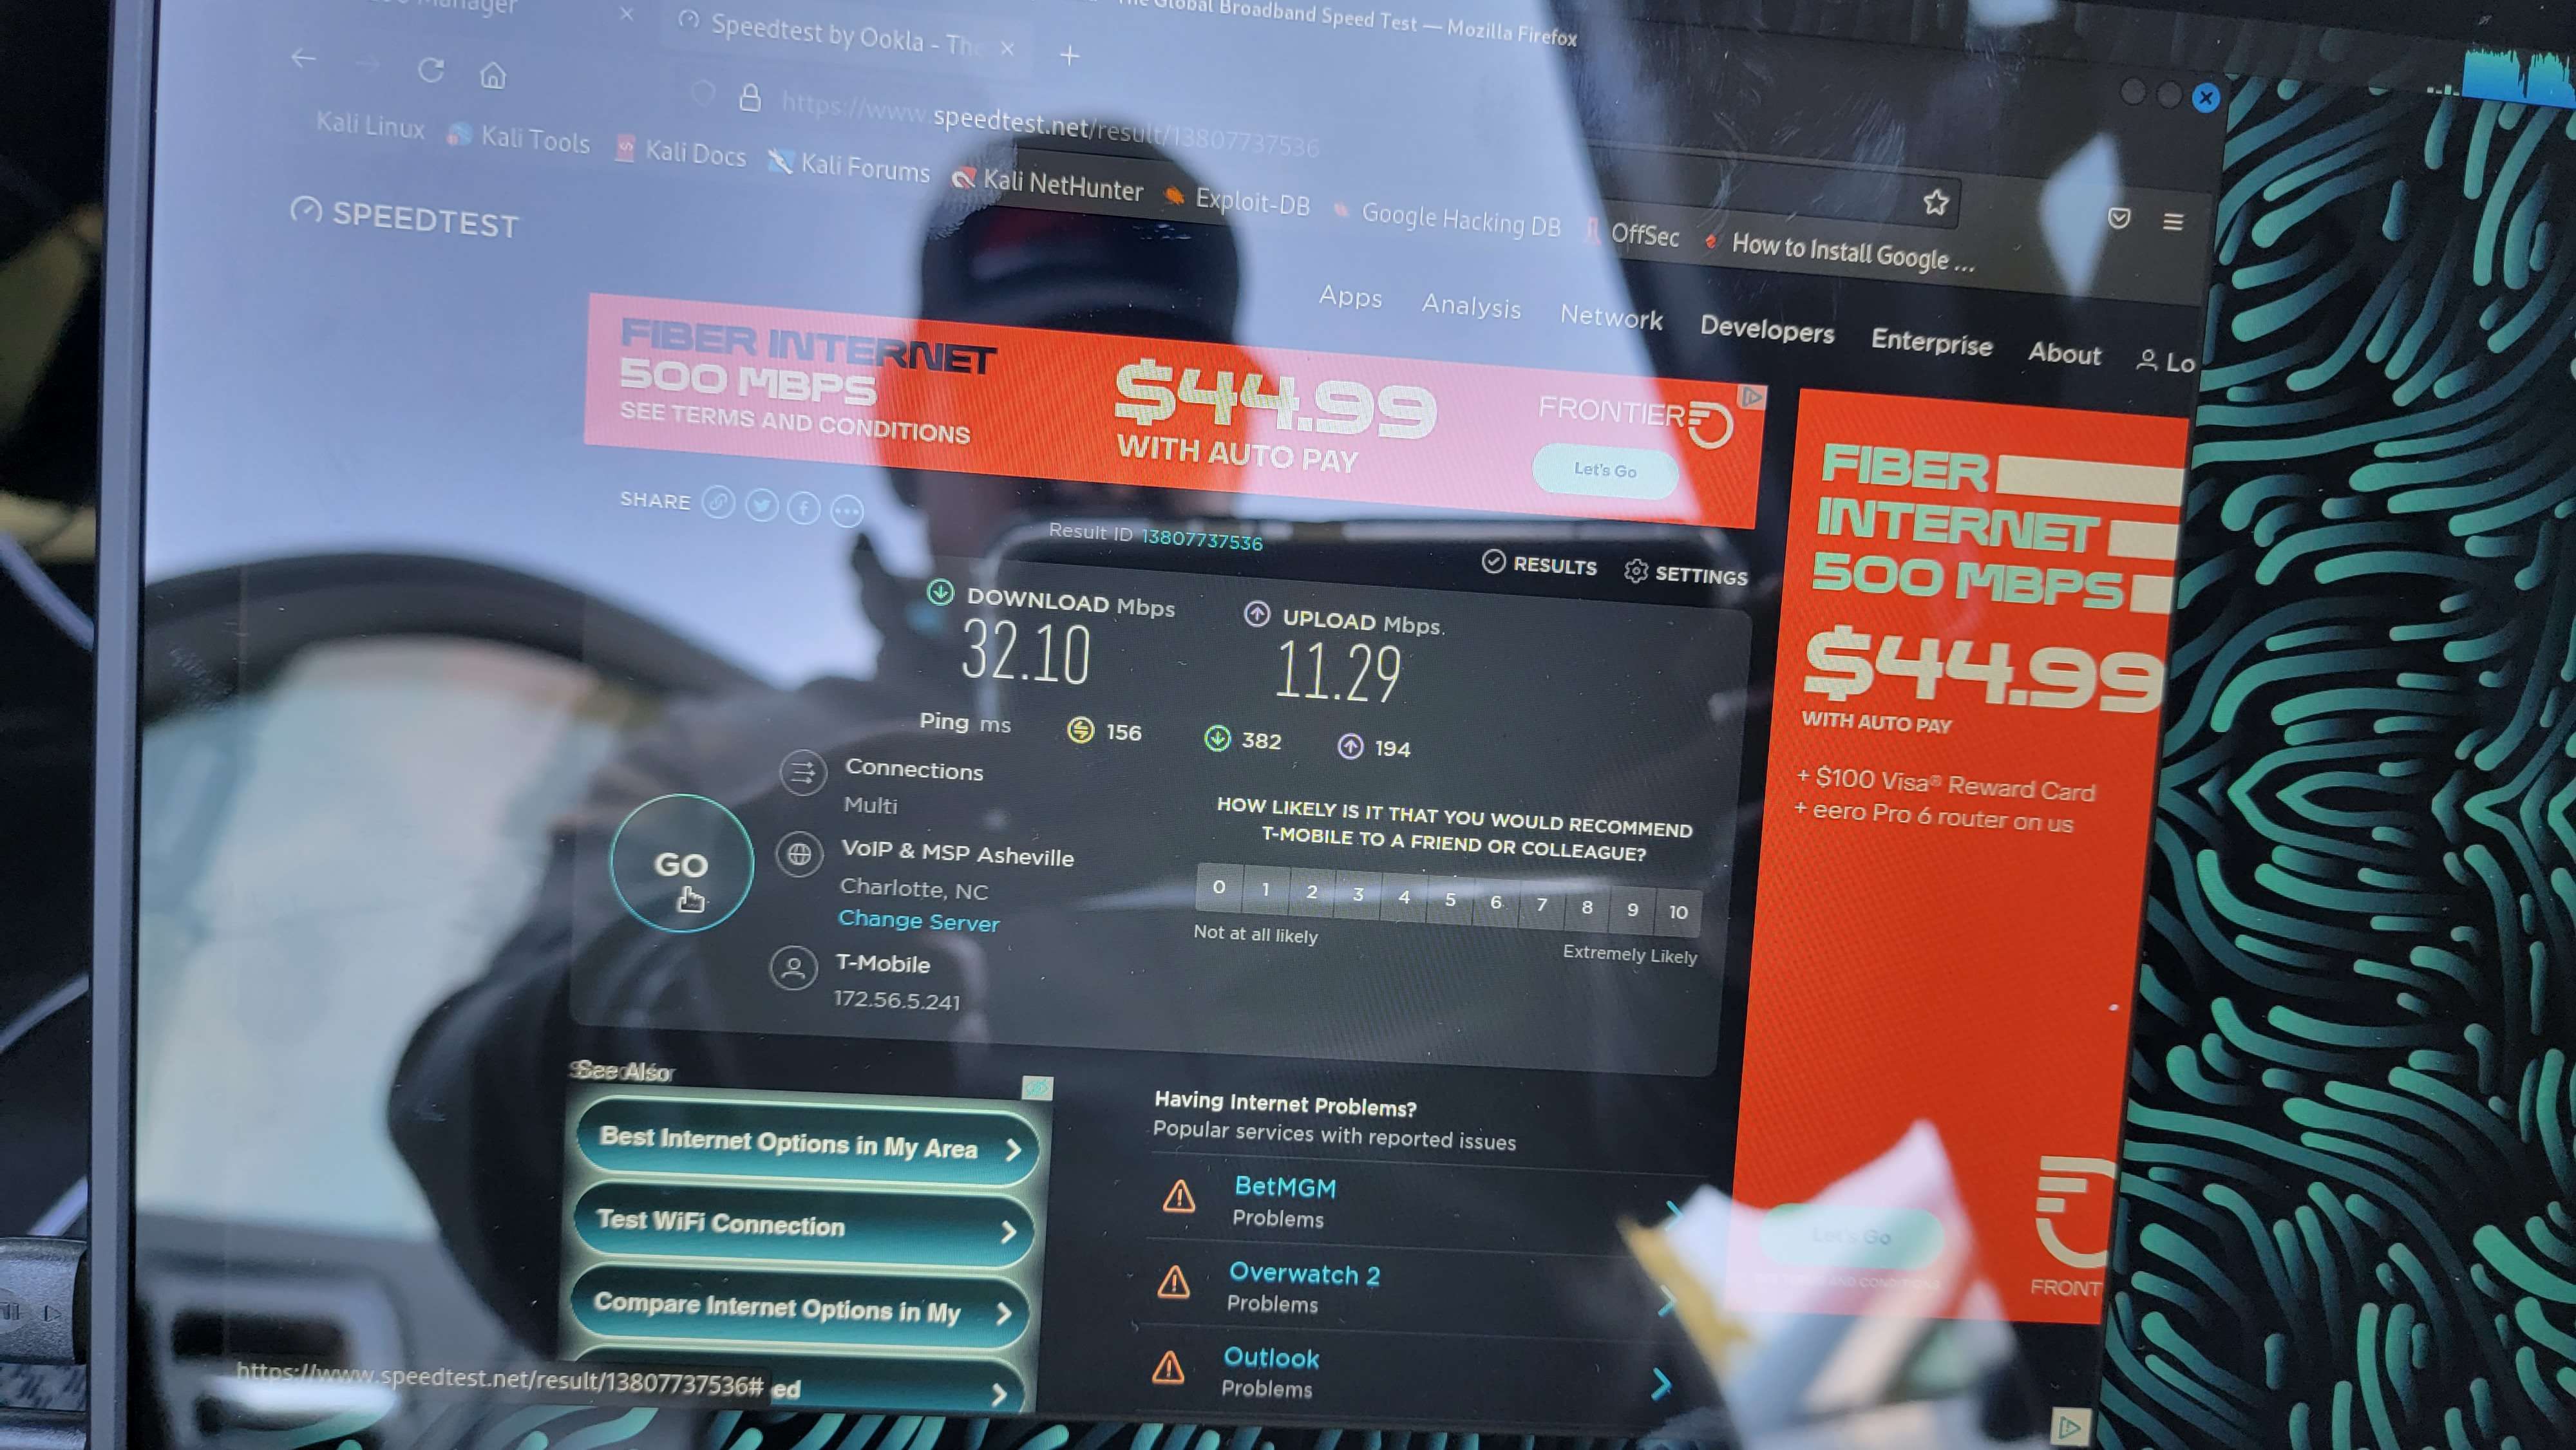 Speedtest by Ookla - The
Global Broadband Speed Test — Mozilla Firefox
https://www.speedtest.net/result/13807737536
Kali Linux Kali Tools Kali Docs Kali Forums Kali NetHunter Exploit-DB Google Hacking DB OffSec How to Install Google ...
SPEEDTEST
Apps Analysis Network Developers Enterprise About Lo
FIBER INTERNET
500 MBPS
SEE TERMS AND CONDITIONS
$44.99
WITH AUTO PAY
FRONTIER
Let's Go
SHARE
Result ID 13807737536
RESULTS SETTINGS
DOWNLOAD Mbps
32.10
UPLOAD Mbps
11.29
Ping ms 156 382 194
GO
Connections
Multi
VoIP & MSP Asheville
Charlotte, NC
Change Server
T-Mobile
172.56.5.241
HOW LIKELY IS IT THAT YOU WOULD RECOMMEND
T-MOBILE TO A FRIEND OR COLLEAGUE?
0 1 2 3 4 5 6 7 8 9 10
Not at all likely Extremely Likely
FIBER
INTERNET
500 MBPS
$44.99
WITH AUTO PAY
+ $100 Visa® Reward Card
+ eero Pro 6 router on us
Let's Go
FRONT
See Also
Best Internet Options in My Area
Test WiFi Connection
Compare Internet Options in My
ed
Having Internet Problems?
Popular services with reported issues
BetMGM
Problems
Overwatch 2
Problems
Outlook
Problems
https://www.speedtest.net/result/13807737536#